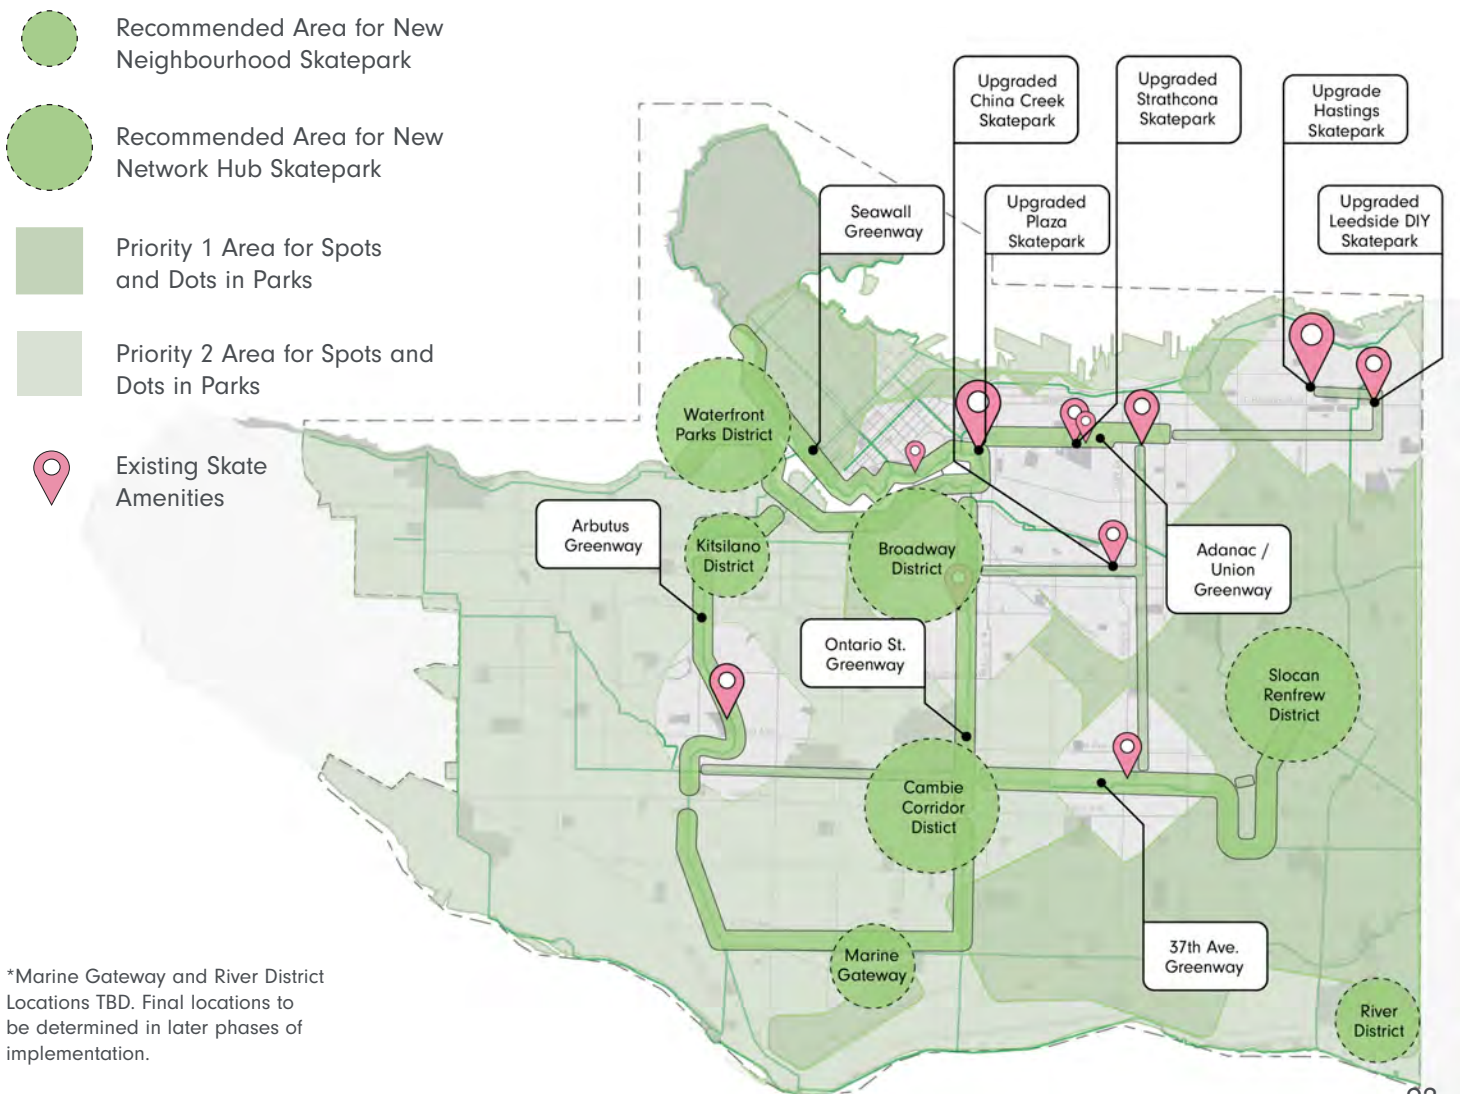 Recommended Area for New
Neighbourhood Skatepark
Recommended Area for New
Network Hub Skatepark
Priority 1 Area for Spots
and Dots in Parks
Priority 2 Area for Spots and
Dots in Parks
Existing Skate
Amenities
*Marine Gateway and River District
Locations TBD. Final locations to
be determined in later phases of
implementation.
Upgraded
China Creek
Skatepark
Upgraded
Strathcona
Skatepark
Upgrade
Hastings
Skatepark
Seawall
Greenway
Upgraded
Plaza
Skatepark
Upgraded
Leedside DIY
Skatepark
Waterfront
Parks District
Arbutus
Greenway
Kitsilano
District
Broadway
District
Adanac /
Union
Greenway
Ontario St.
Greenway
Slocan
Renfrew
District
Cambie
Corridor
Distict
Marine
Gateway
37th Ave.
Greenway
River
District